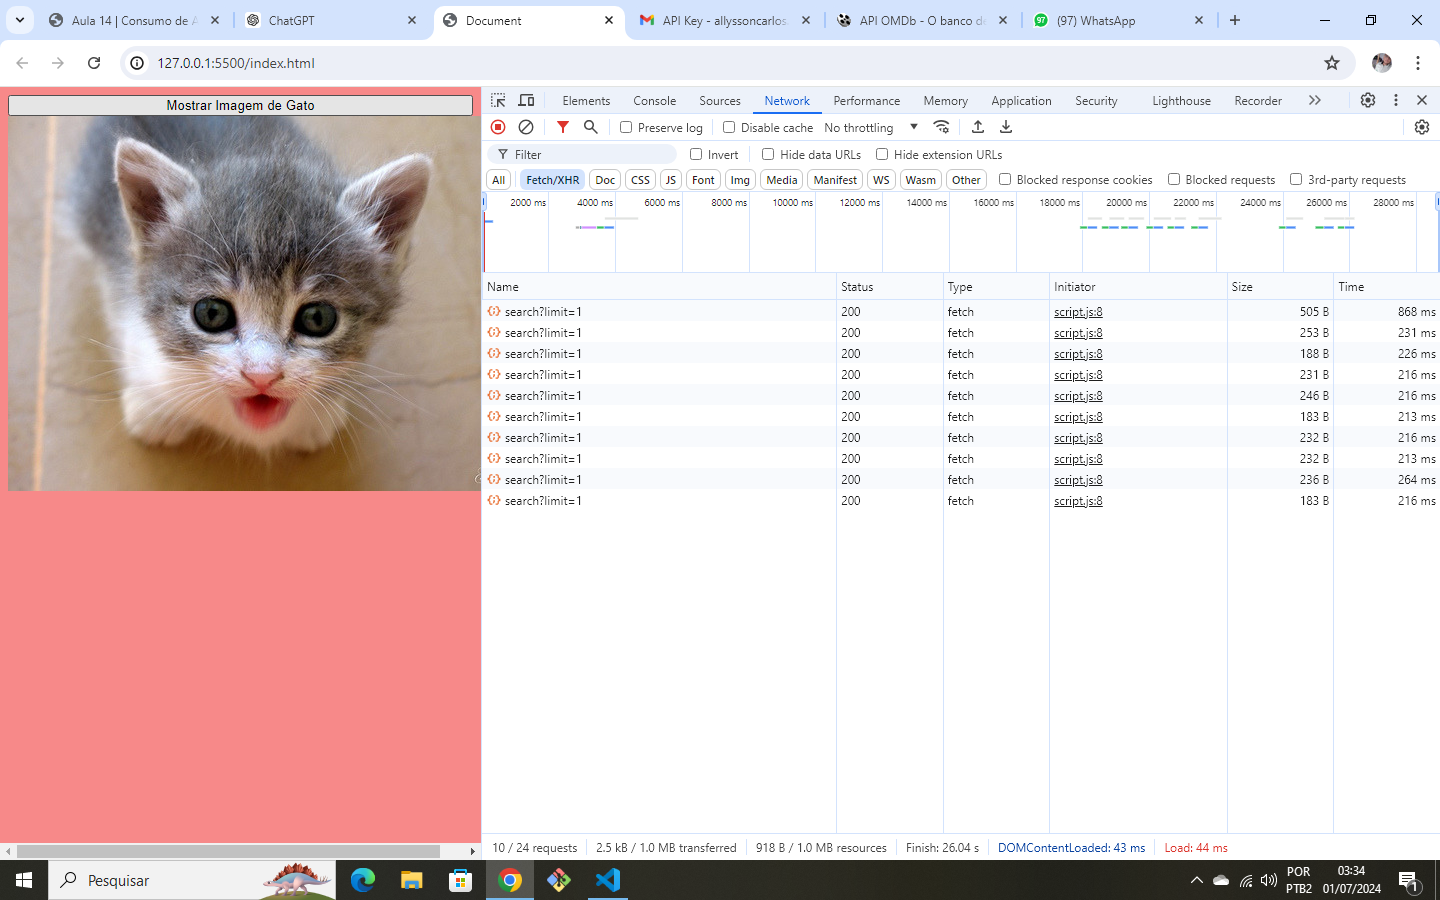 Aula 14 | Consumo de A
ChatGPT
Document
API Key - allyssoncarlos.
API OMDb - O banco de
97
(97) WhatsApp
127.0.0.1:5500/index.html
Mostrar Imagem de Gato
Elements Console Sources Network Performance Memory Application Security Lighthouse Recorder
Preserve log Disable cache No throttling
Filter Invert Hide data URLs Hide extension URLs
All Fetch/XHR Doc CSS JS Font Img Media Manifest WS Wasm Other Blocked response cookies Blocked requests 3rd-party requests
2000 ms 4000 ms 6000 ms 8000 ms 10000 ms 12000 ms 14000 ms 16000 ms 18000 ms 20000 ms 22000 ms 24000 ms 26000 ms 28000 ms
Name Status Type Initiator Size Time
search?limit=1 200 fetch script.js:8 505 B 868 ms
search?limit=1 200 fetch script.js:8 253 B 231 ms
search?limit=1 200 fetch script.js:8 188 B 226 ms
search?limit=1 200 fetch script.js:8 231 B 216 ms
search?limit=1 200 fetch script.js:8 246 B 216 ms
search?limit=1 200 fetch script.js:8 183 B 213 ms
search?limit=1 200 fetch script.js:8 232 B 216 ms
search?limit=1 200 fetch script.js:8 232 B 213 ms
search?limit=1 200 fetch script.js:8 236 B 264 ms
search?limit=1 200 fetch script.js:8 183 B 216 ms
10 / 24 requests 2.5 kB / 1.0 MB transferred 918 B / 1.0 MB resources Finish: 26.04 s DOMContentLoaded: 43 ms Load: 44 ms
Pesquisar
POR
PTB2
03:34
01/07/2024
1